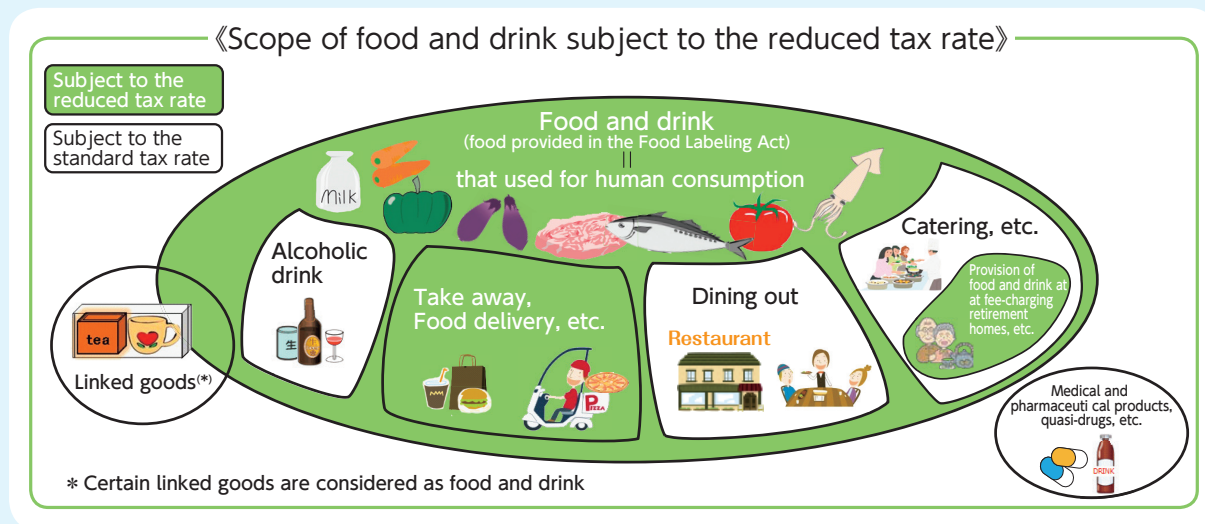 《Scope of food and drink subject to the reduced tax rate》
Subject to the
reduced tax rate
Subject to the
standard tax rate
Food and drink
(food provided in the Food Labeling Act)
=
that used for human consumption
Milk
Alcoholic
drink
生
Take away,
Food delivery, etc.
PIZZA
Dining out
Restaurant
Catering, etc.
Provision of
food and drink at
at fee-charging
retirement
homes, etc.
tea
Linked goods(*)
Medical and
pharmaceuti cal products,
quasi-drugs, etc.
DRINK
* Certain linked goods are considered as food and drink